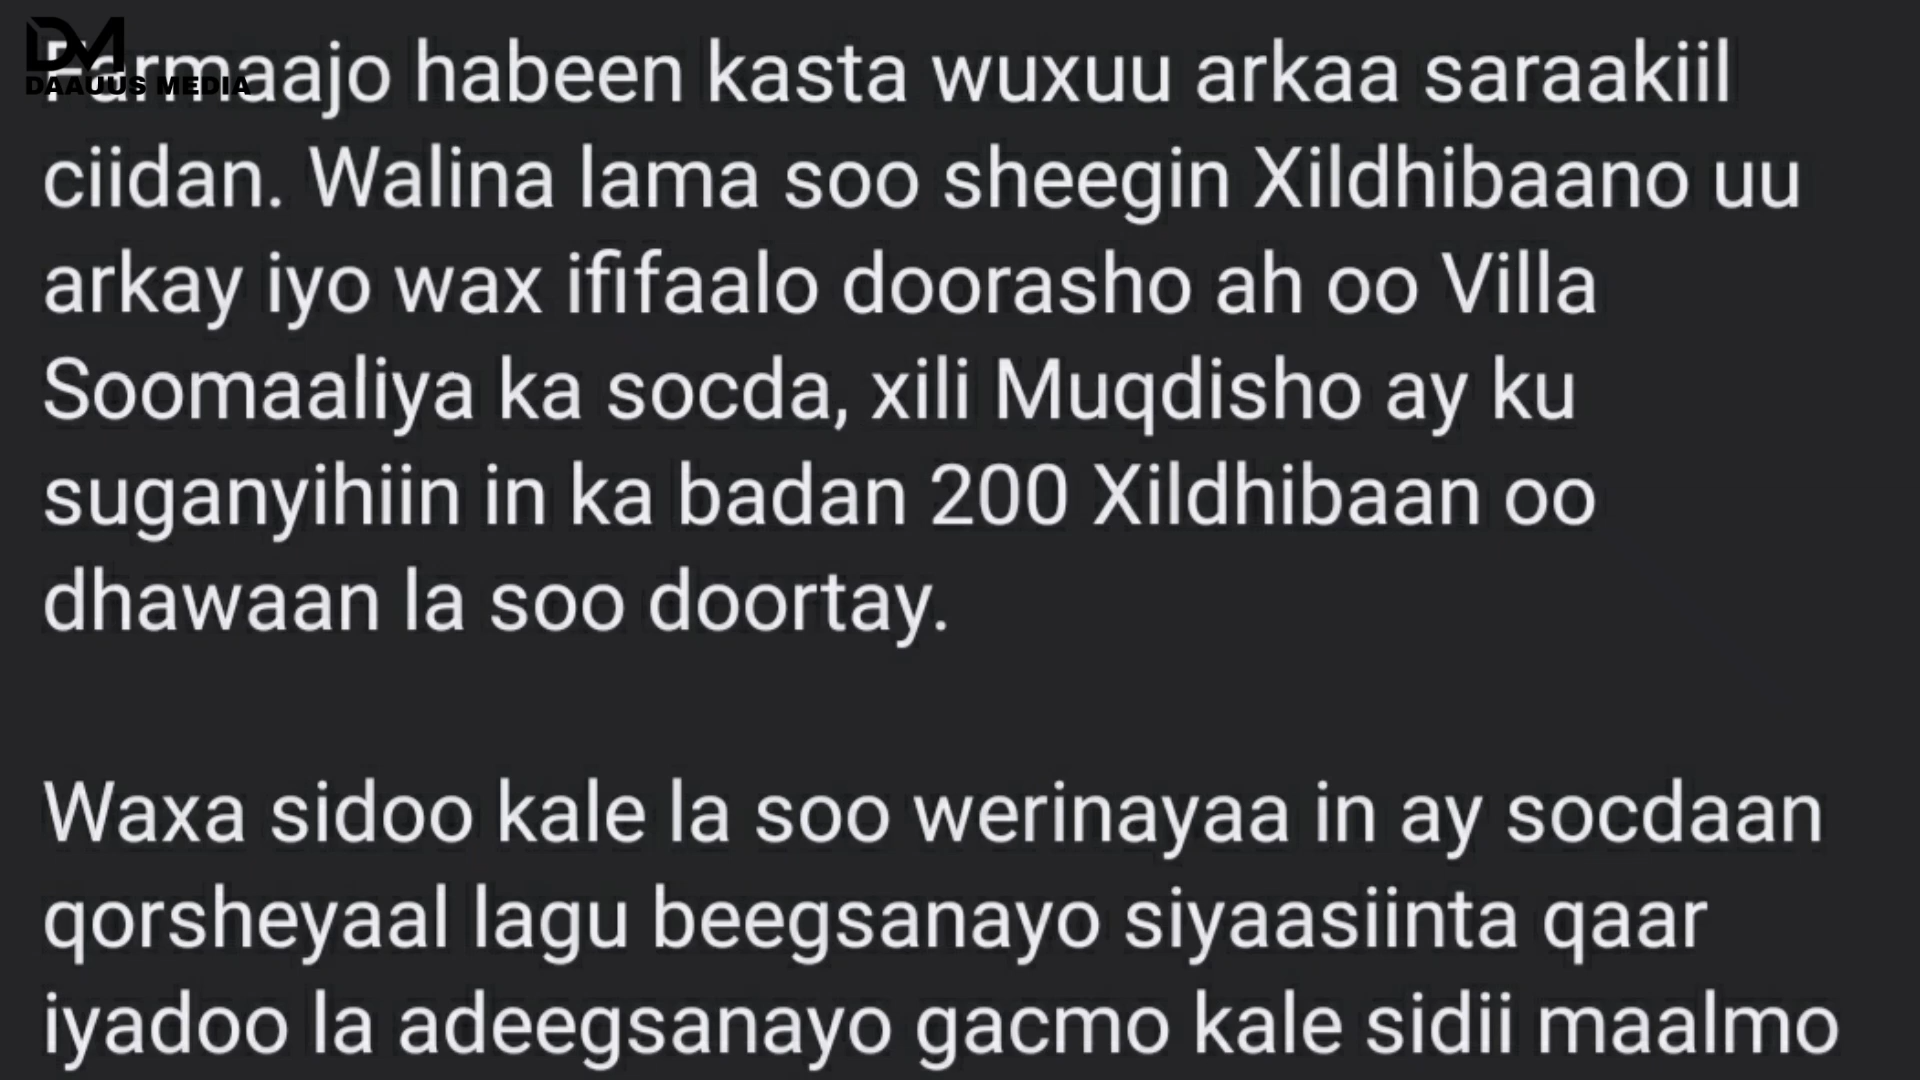 DM
DAAUUS MEDIA
Farmaajo habeen kasta wuxuu arkaa saraakiil
ciidan. Walina lama soo sheegin Xildhibaano uu
arkay iyo wax ififaalo doorasho ah oo Villa
Soomaaliya ka socda, xili Muqdisho ay ku
suganyihiin in ka badan 200 Xildhibaan oo
dhawaan la soo doortay.
Waxa sidoo kale la soo werinayaa in ay socdaan
qorsheyaal lagu beegsanayo siyaasiinta qaar
iyadoo la adeegsanayo gacmo kale sidii maalmo